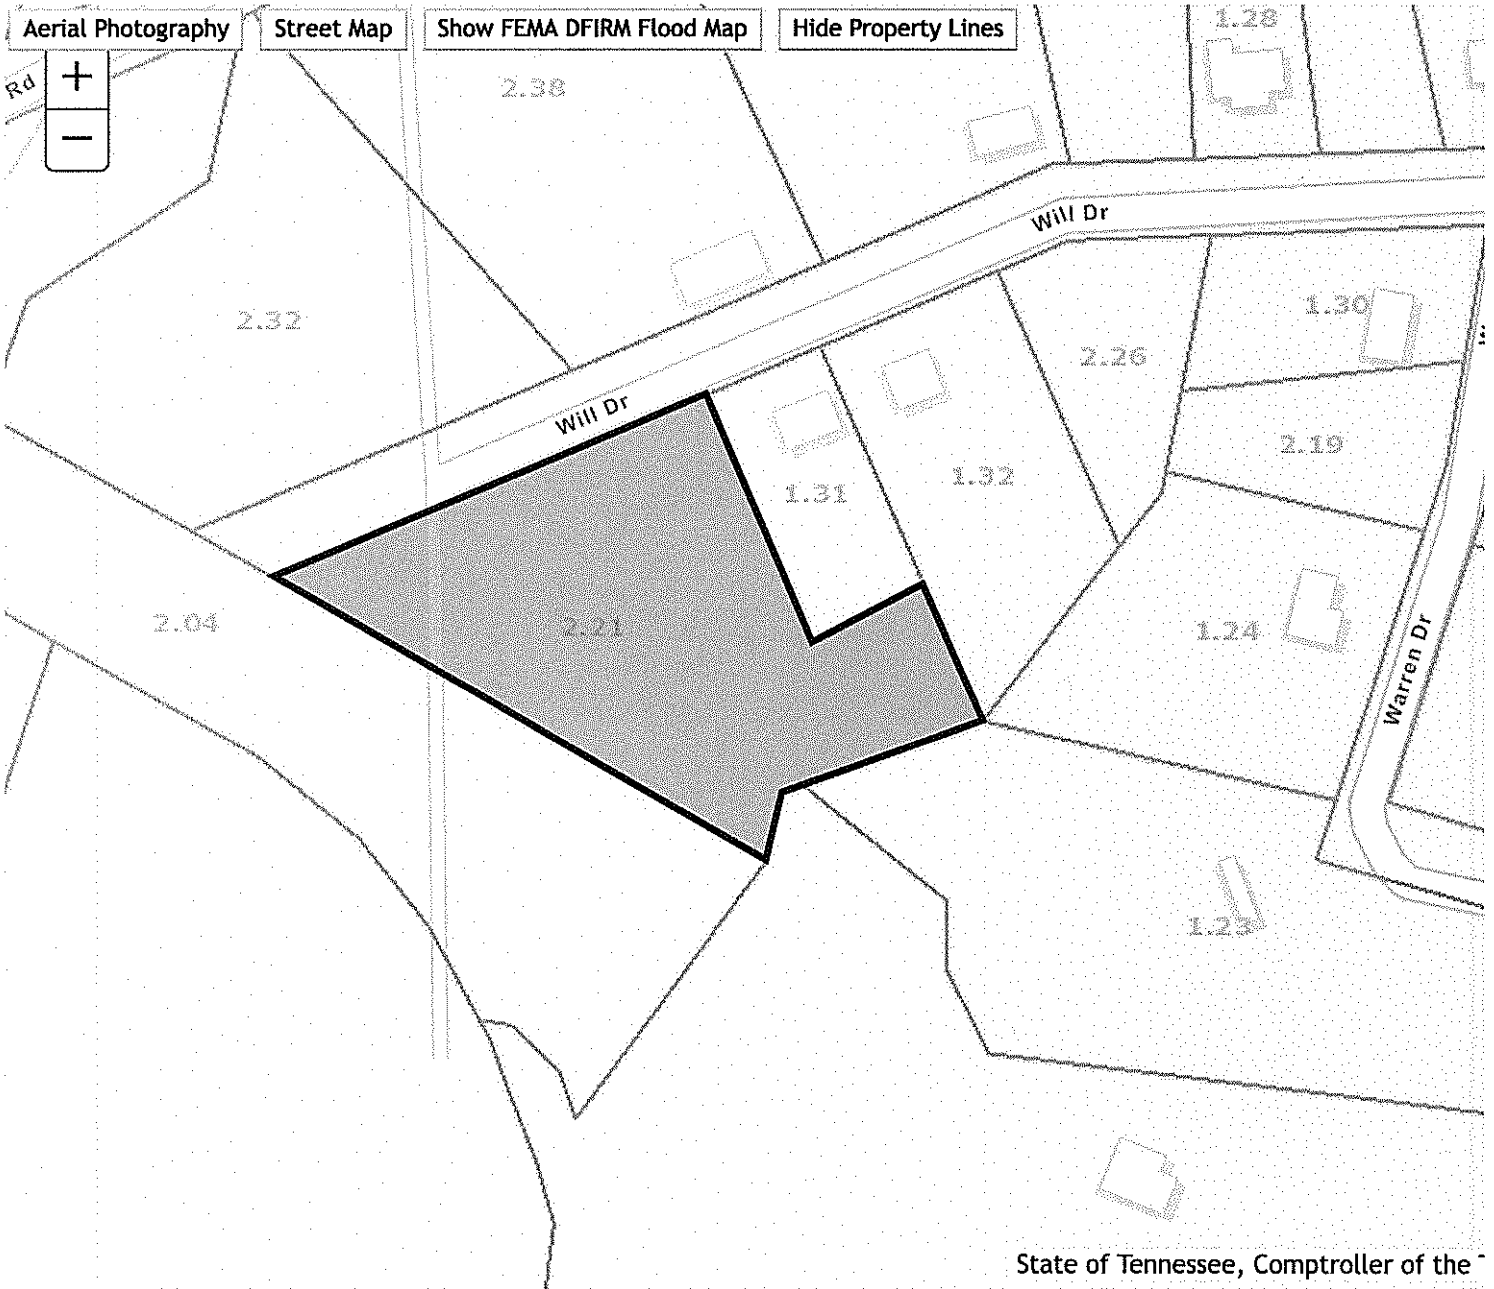 Aerial Photography
Street Map
Show FEMA DFIRM Flood Map
Hide Property Lines
1.28
+
Rd
2.38
−
Will Dr
2.32
1.30
2.26
Will Dr
2.19
1.31
1.32
2.04
2.21
1.24
Warren Dr
1.23
State of Tennessee, Comptroller of the